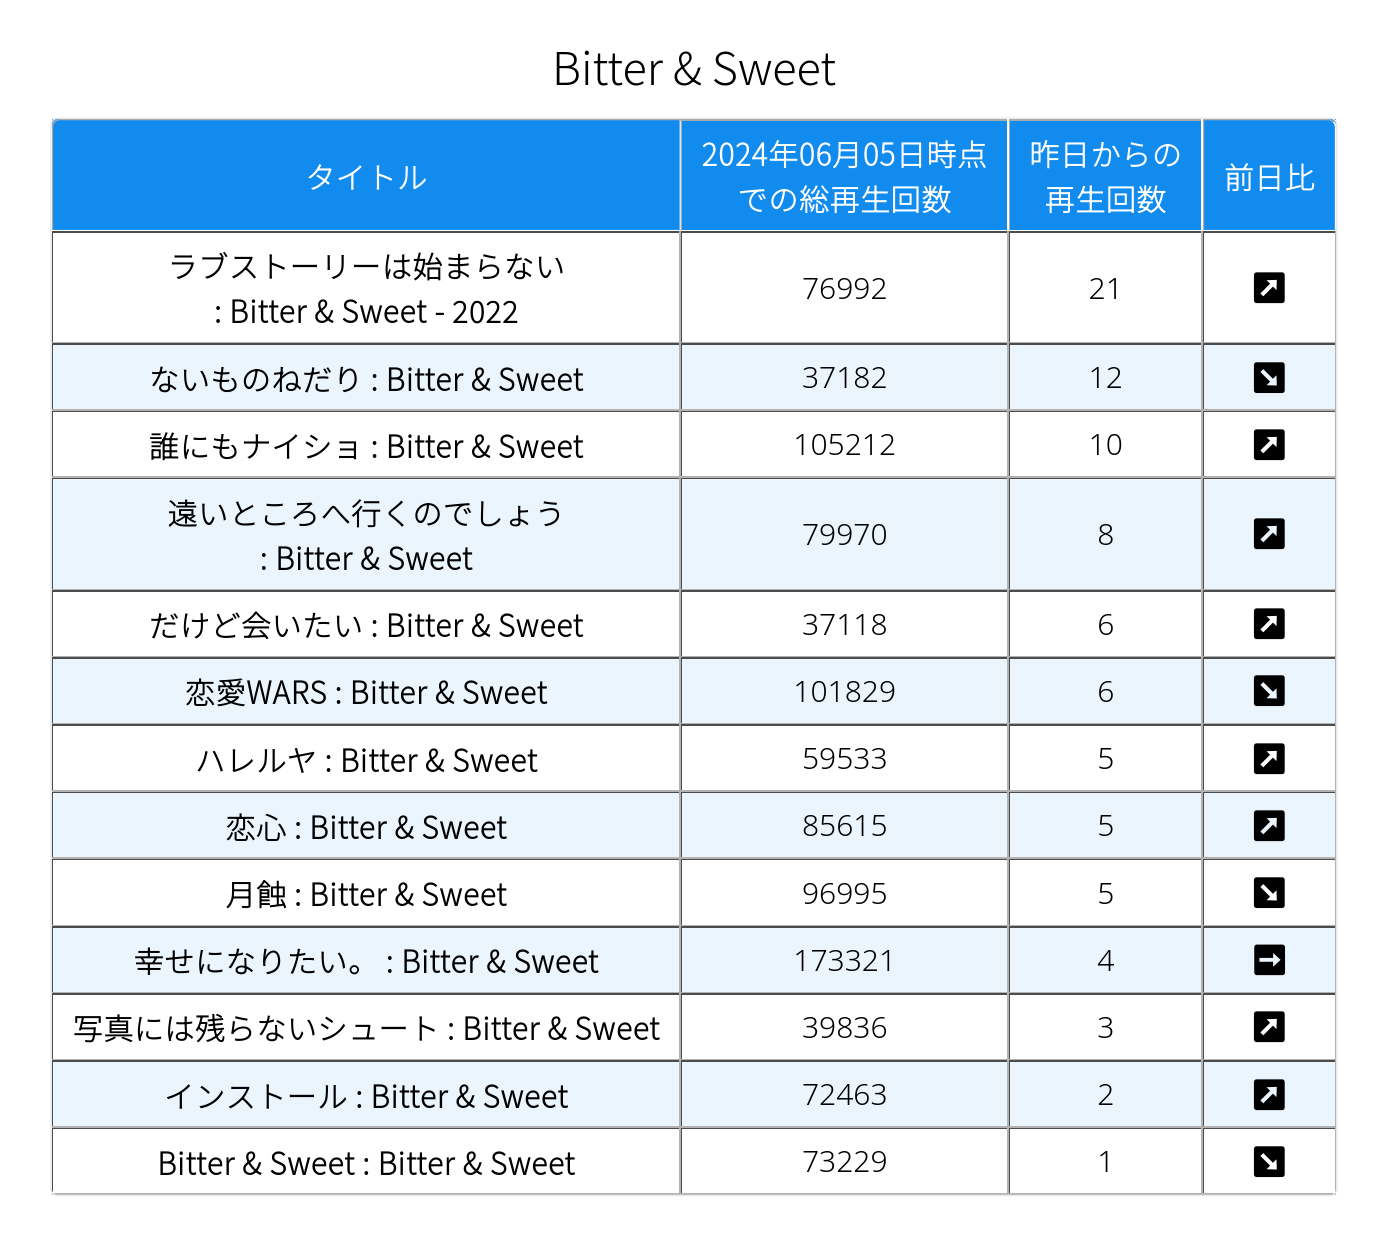 Bitter & Sweet
タイトル
2024年06月05日時点
での総再生回数
昨日からの
再生回数
前日比
ラブストーリーは始まらない
: Bitter & Sweet - 2022
76992
21
ないものねだり : Bitter & Sweet
37182
12
誰にもナイショ : Bitter & Sweet
105212
10
遠いところへ行くのでしょう
: Bitter & Sweet
79970
8
だけど会いたい : Bitter & Sweet
37118
6
恋愛WARS : Bitter & Sweet
101829
6
ハレルヤ : Bitter & Sweet
59533
5
恋心 : Bitter & Sweet
85615
5
月蝕 : Bitter & Sweet
96995
5
幸せになりたい。 : Bitter & Sweet
173321
4
写真には残らないシュート : Bitter & Sweet
39836
3
インストール : Bitter & Sweet
72463
2
Bitter & Sweet : Bitter & Sweet
73229
1